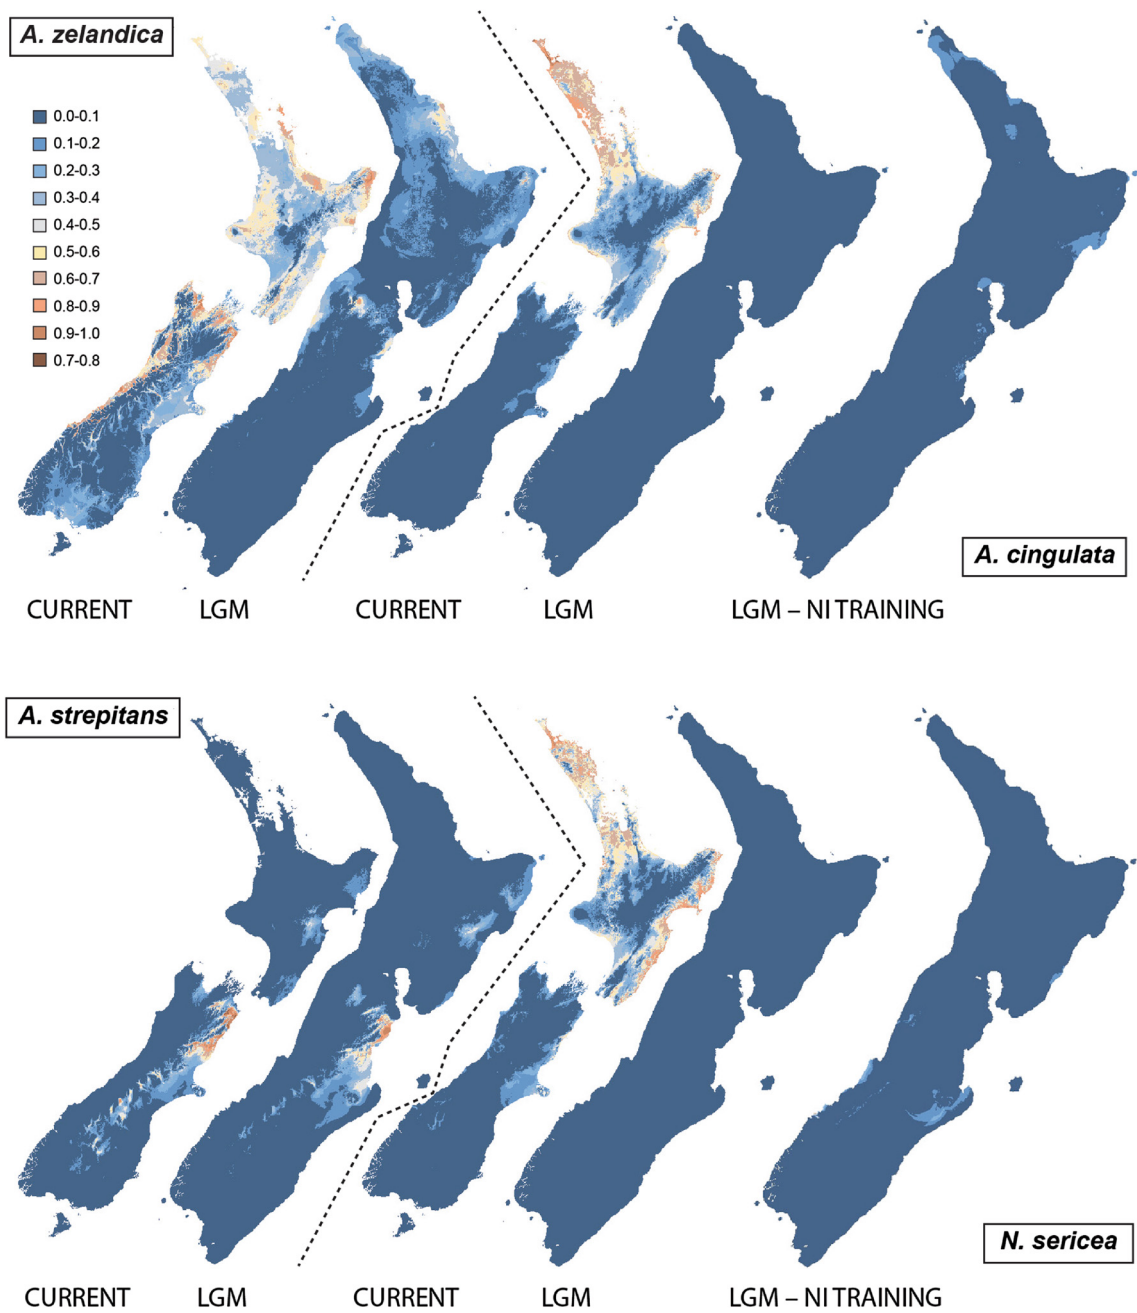 A. zelandica
0.0-0.1
0.1-0.2
0.2-0.3
0.3-0.4
0.4-0.5
0.5-0.6
0.6-0.7
0.8-0.9
0.9-1.0
0.7-0.8
A. cingulata
CURRENT LGM CURRENT LGM LGM – NI TRAINING
A. strepitans
N. sericea
CURRENT LGM CURRENT LGM LGM – NI TRAINING